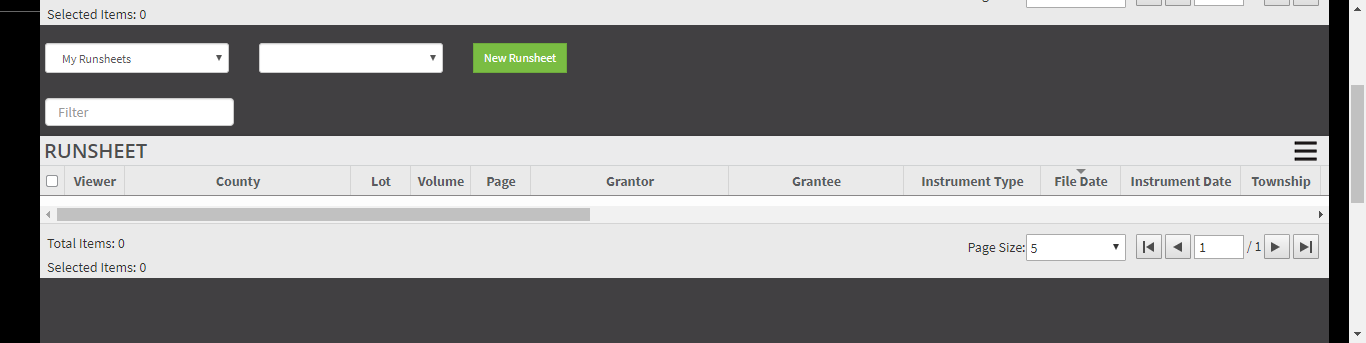 Selected Items: 0
My Runsheets
New Runsheet
Filter
RUNSHEET
Viewer County Lot Volume Page Grantor Grantee Instrument Type File Date Instrument Date Township
Total Items: 0
Page Size: 5 1 / 1
Selected Items: 0